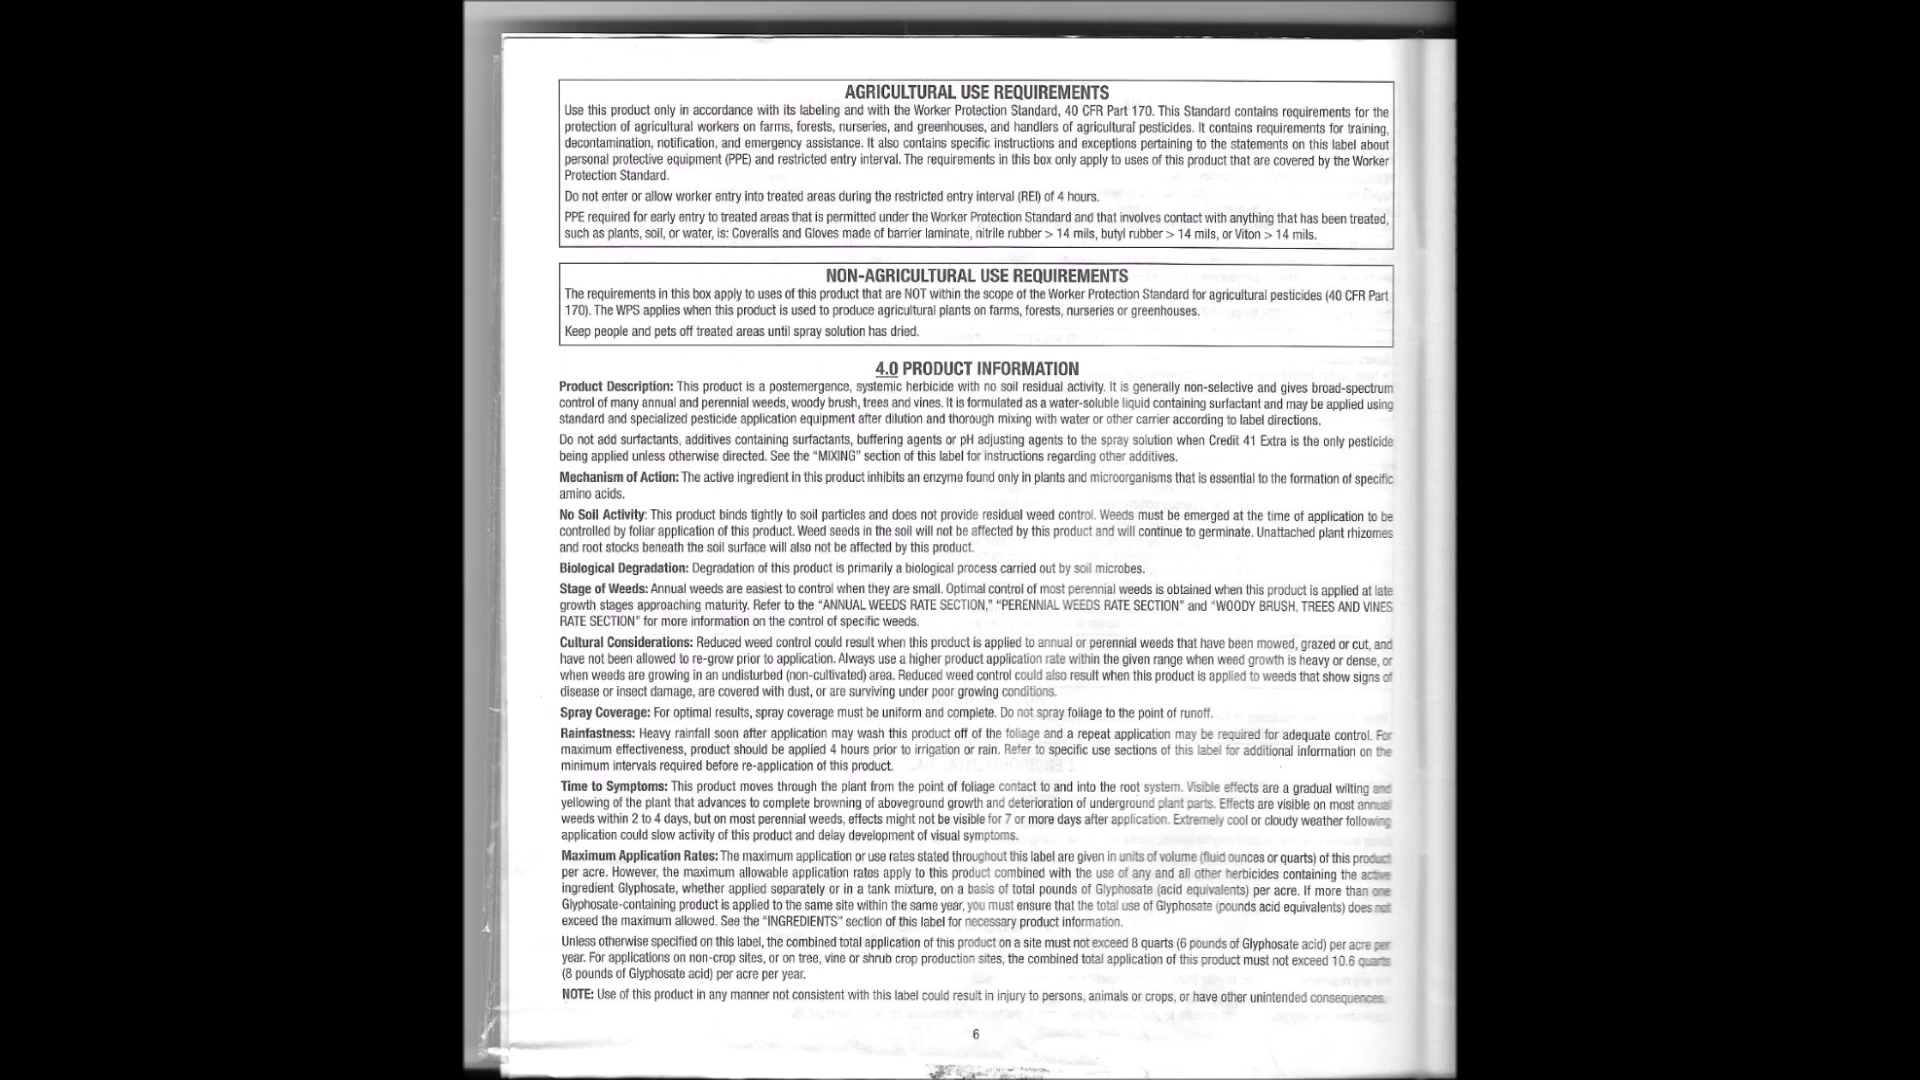 AGRICULTURAL USE REQUIREMENTS
Use this product only in accordance with its labeling and with the Worker Protection Standard, 40 CFR Part 170. This Standard contains requirements for the
protection of agricultural workers on farms, forests, nurseries, and greenhouses, and handlers of agricultural pesticides. It contains requirements for training,
decontamination, notification, and emergency assistance. It also contains specific instructions and exceptions pertaining to the statements on this label about
personal protective equipment (PPE) and restricted entry interval. The requirements in this box only apply to uses of this product that are covered by the Worker
Protection Standard.
Do not enter or allow worker entry into treated areas during the restricted entry interval (REI) of 4 hours.
PPE required for early entry to treated areas that is permitted under the Worker Protection Standard and that involves contact with anything that has been treated,
such as plants, soil, or water, is: Coveralls and Gloves made of barrier laminate, nitrile rubber > 14 mils, butyl rubber > 14 mils, or Viton > 14 mils.
NON-AGRICULTURAL USE REQUIREMENTS
The requirements in this box apply to uses of this product that are NOT within the scope of the Worker Protection Standard for agricultural pesticides (40 CFR Part
170). The WPS applies when this product is used to produce agricultural plants on farms, forests, nurseries or greenhouses.
Keep people and pets off treated areas until spray solution has dried.
4.0 PRODUCT INFORMATION
Product Description: This product is a postemergence, systemic herbicide with no soil residual activity. It is generally non-selective and gives broad-spectrum
control of many annual and perennial weeds, woody brush, trees and vines. It is formulated as a water-soluble liquid containing surfactant and may be applied using
standard and specialized pesticide application equipment after dilution and thorough mixing with water or other carrier according to label directions.
Do not add surfactants, additives containing surfactants, buffering agents or pH adjusting agents to the spray solution when Credit 41 Extra is the only pesticide
being applied unless otherwise directed. See the “MIXING” section of this label for instructions regarding other additives.
Mechanism of Action: The active ingredient in this product inhibits an enzyme found only in plants and microorganisms that is essential to the formation of specific
amino acids.
No Soil Activity: This product binds tightly to soil particles and does not provide residual weed control. Weeds must be emerged at the time of application to be
controlled by foliar application of this product. Weed seeds in the soil will not be affected by this product and will continue to germinate. Unattached plant rhizomes
and root stocks beneath the soil surface will also not be affected by this product.
Biological Degradation: Degradation of this product is primarily a biological process carried out by soil microbes.
Stage of Weeds: Annual weeds are easiest to control when they are small. Optimal control of most perennial weeds is obtained when this product is applied at late
growth stages approaching maturity. Refer to the “ANNUAL WEEDS RATE SECTION,” “PERENNIAL WEEDS RATE SECTION” and “WOODY BRUSH, TREES AND VINES
RATE SECTION” for more information on the control of specific weeds.
Cultural Considerations: Reduced weed control could result when this product is applied to annual or perennial weeds that have been mowed, grazed or cut, and
have not been allowed to re-grow prior to application. Always use a higher product application rate within the given range when weed growth is heavy or dense, or
when weeds are growing in an undisturbed (non-cultivated) area. Reduced weed control could also result when this product is applied to weeds that show signs of
disease or insect damage, are covered with dust, or are surviving under poor growing conditions.
Spray Coverage: For optimal results, spray coverage must be uniform and complete. Do not spray foliage to the point of runoff.
Rainfastness: Heavy rainfall soon after application may wash this product off of the foliage and a repeat application may be required for adequate control. For
maximum effectiveness, product should be applied 4 hours prior to irrigation or rain. Refer to specific use sections of this label for additional information on the
minimum intervals required before re-application of this product.
Time to Symptoms: This product moves through the plant from the point of foliage contact to and into the root system. Visible effects are a gradual wilting and
yellowing of the plant that advances to complete browning of aboveground growth and deterioration of underground plant parts. Effects are visible on most annual
weeds within 2 to 4 days, but on most perennial weeds, effects might not be visible for 7 or more days after application. Extremely cool or cloudy weather following
application could slow activity of this product and delay development of visual symptoms.
Maximum Application Rates: The maximum application or use rates stated throughout this label are given in units of volume (fluid ounces or quarts) of this product
per acre. However, the maximum allowable application rates apply to this product combined with the use of any and all other herbicides containing the active
ingredient Glyphosate, whether applied separately or in a tank mixture, on a basis of total pounds of Glyphosate (acid equivalents) per acre. If more than one
Glyphosate-containing product is applied to the same site within the same year, you must ensure that the total use of Glyphosate (pounds acid equivalents) does not
exceed the maximum allowed. See the “INGREDIENTS” section of this label for necessary product information.
Unless otherwise specified on this label, the combined total application of this product on a site must not exceed 8 quarts (6 pounds of Glyphosate acid) per acre per
year. For applications on non-crop sites, or on tree, vine or shrub crop production sites, the combined total application of this product must not exceed 10.6 quarts
(8 pounds of Glyphosate acid) per acre per year.
NOTE: Use of this product in any manner not consistent with this label could result in injury to persons, animals or crops, or have other unintended consequences.
6